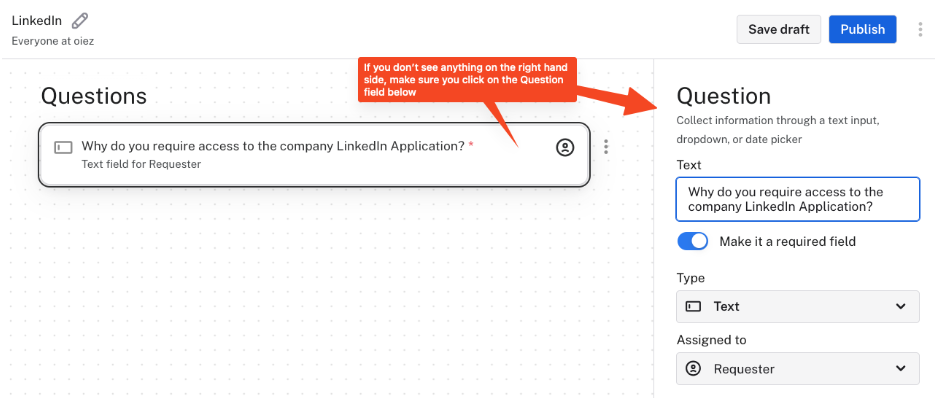 LinkedIn
Everyone at oiez
Save draft
Publish
If you don't see anything on the right hand
side, make sure you click on the Question
field below
Questions
Why do you require access to the company LinkedIn Application? *
Text field for Requester
Question
Collect information through a text input,
dropdown, or date picker
Text
Why do you require access to the
company LinkedIn Application?
Make it a required field
Type
Text
Assigned to
Requester